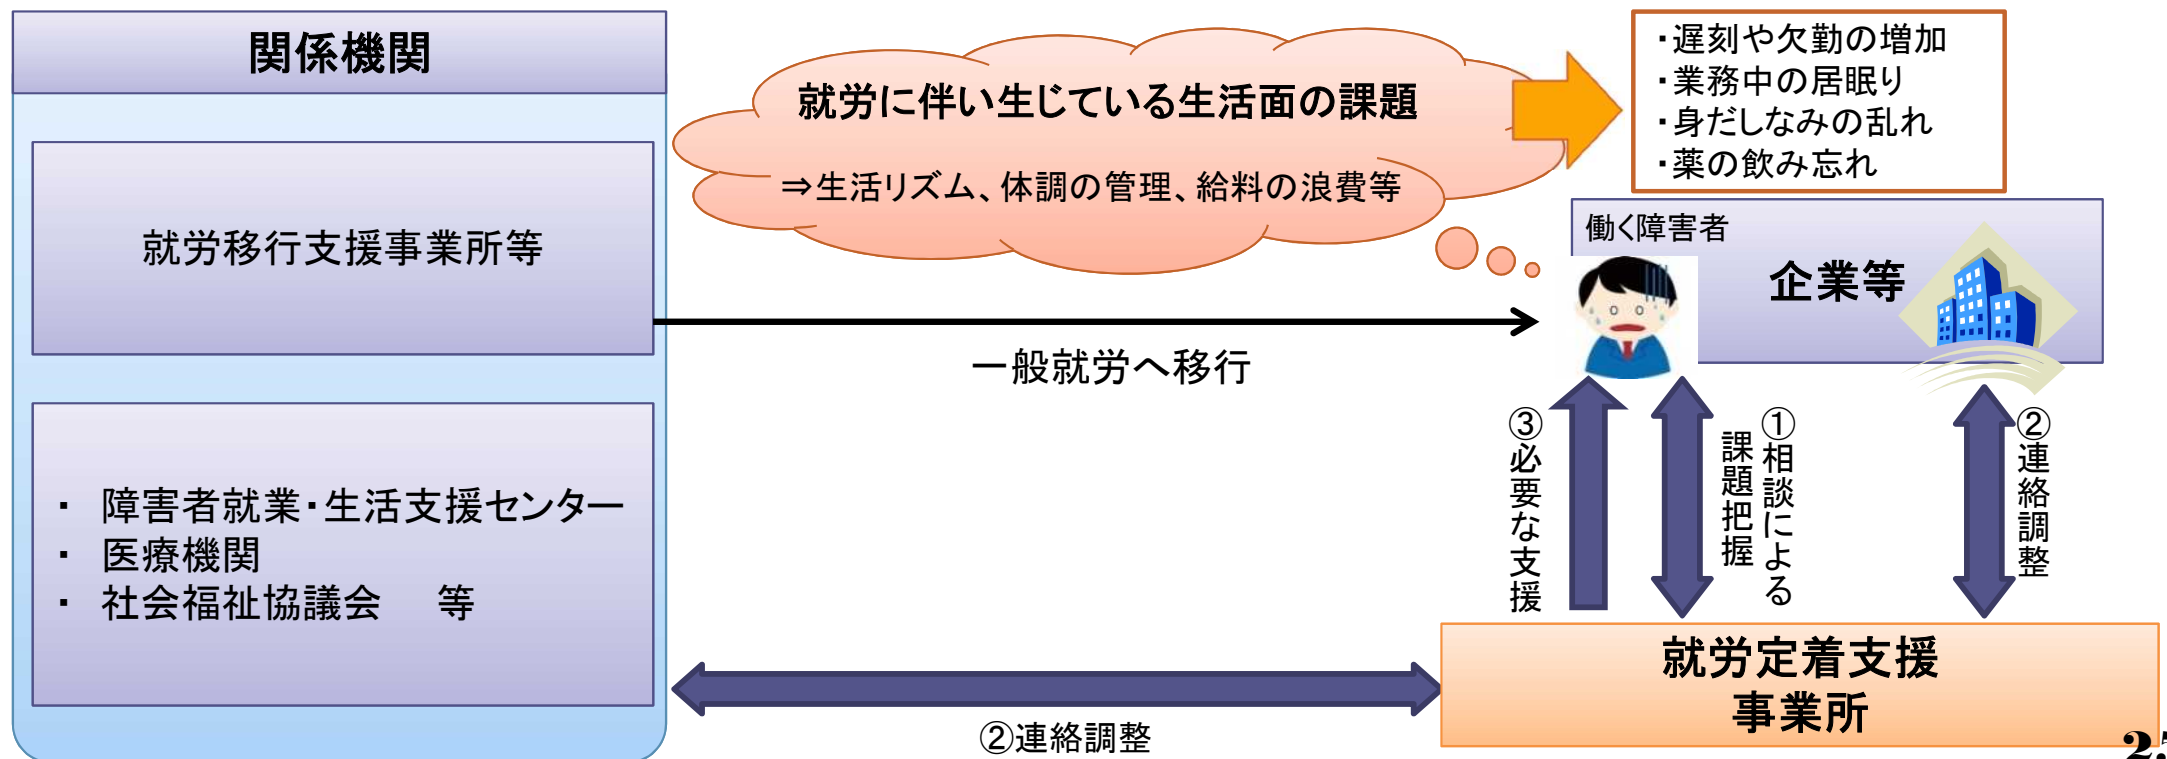 関係機関
就労移行支援事業所等
・ 障害者就業・生活支援センター
・ 医療機関
・ 社会福祉協議会 等
就労に伴い生じている生活面の課題
⇒生活リズム、体調の管理、給料の浪費等
・遅刻や欠勤の増加
・業務中の居眠り
・身だしなみの乱れ
・薬の飲み忘れ
働く障害者
企業等
一般就労へ移行
③必要な支援
①相談による
課題把握
②連絡調整
就労定着支援
事業所
②連絡調整